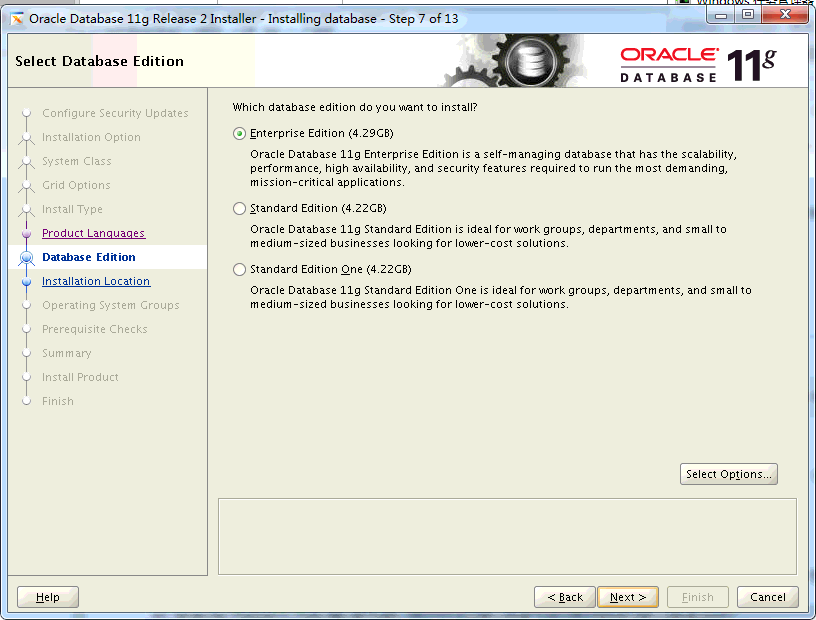 Oracle Database 11g Release 2 Installer - Installing database - Step 7 of 13
Select Database Edition
ORACLE
DATABASE
11g
Configure Security Updates
Installation Option
System Class
Grid Options
Install Type
Product Languages
Database Edition
Installation Location
Operating System Groups
Prerequisite Checks
Summary
Install Product
Finish
Which database edition do you want to install?
Enterprise Edition (4.29GB)
Oracle Database 11g Enterprise Edition is a self-managing database that has the scalability,
performance, high availability, and security features required to run the most demanding,
mission-critical applications.
Standard Edition (4.22GB)
Oracle Database 11g Standard Edition is ideal for work groups, departments, and small to
medium-sized businesses looking for lower-cost solutions.
Standard Edition One (4.22GB)
Oracle Database 11g Standard Edition One is ideal for work groups, departments, and small to
medium-sized businesses looking for lower-cost solutions.
Select Options...
Help
< Back
Next >
Finish
Cancel